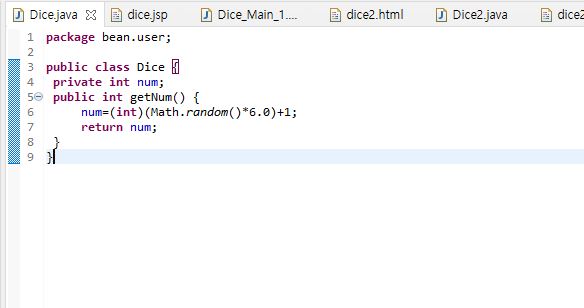 Dice.java dice.jsp Dice_Main_1.... dice2.html Dice2.java dice2
1 package bean.user;
2
3 public class Dice {
4 private int num;
5 public int getNum() {
6 num=(int)(Math.random()*6.0)+1;
7 return num;
8 }
9 }